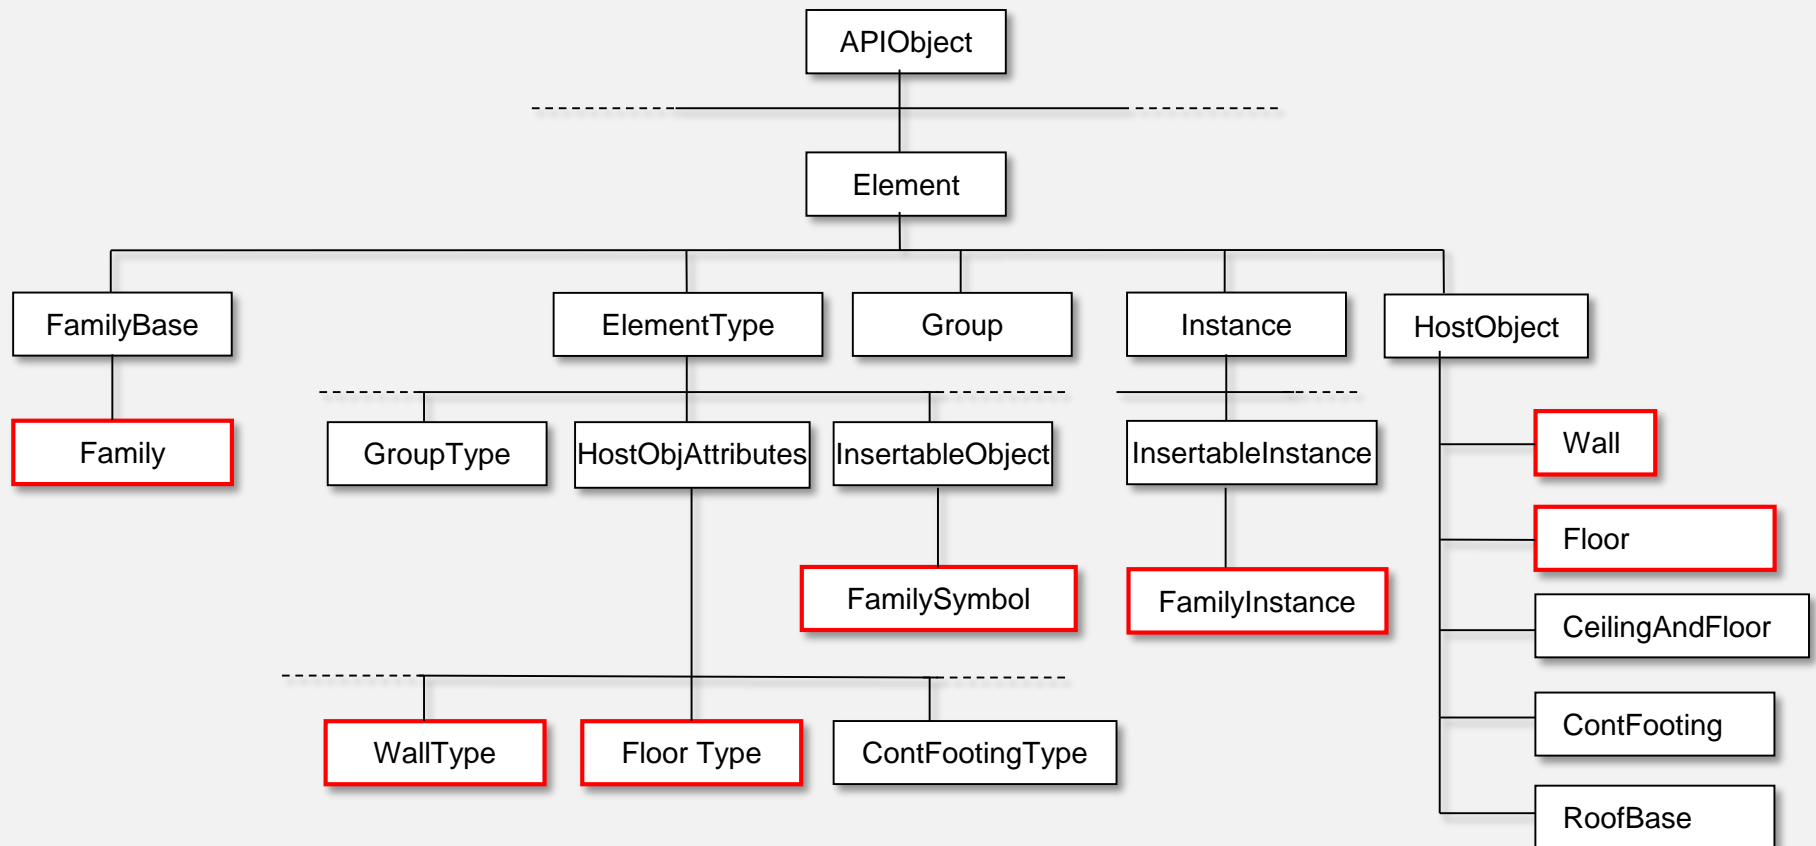 APIObject
Element
FamilyBase
ElementType
Group
Instance
HostObject
Family
GroupType
HostObjAttributes
InsertableObject
InsertableInstance
Wall
Floor
FamilySymbol
FamilyInstance
CeilingAndFloor
WallType
Floor Type
ContFootingType
ContFooting
RoofBase